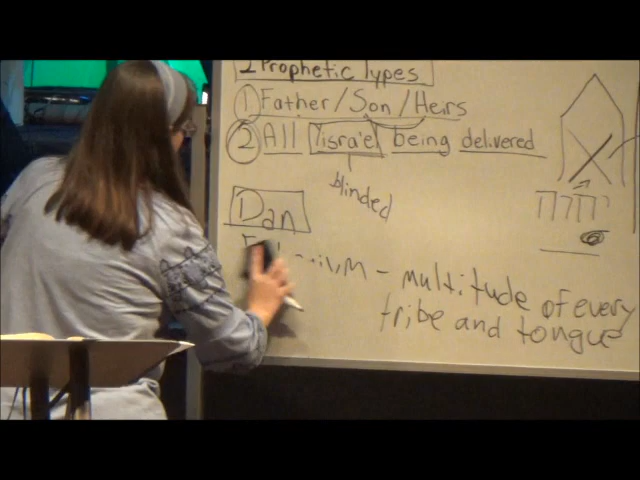 2 Prophetic Types
1 Father/Son/Heirs
2 All Yisra'el being delivered
blinded
Dan
- multitude of every
tribe and tongue